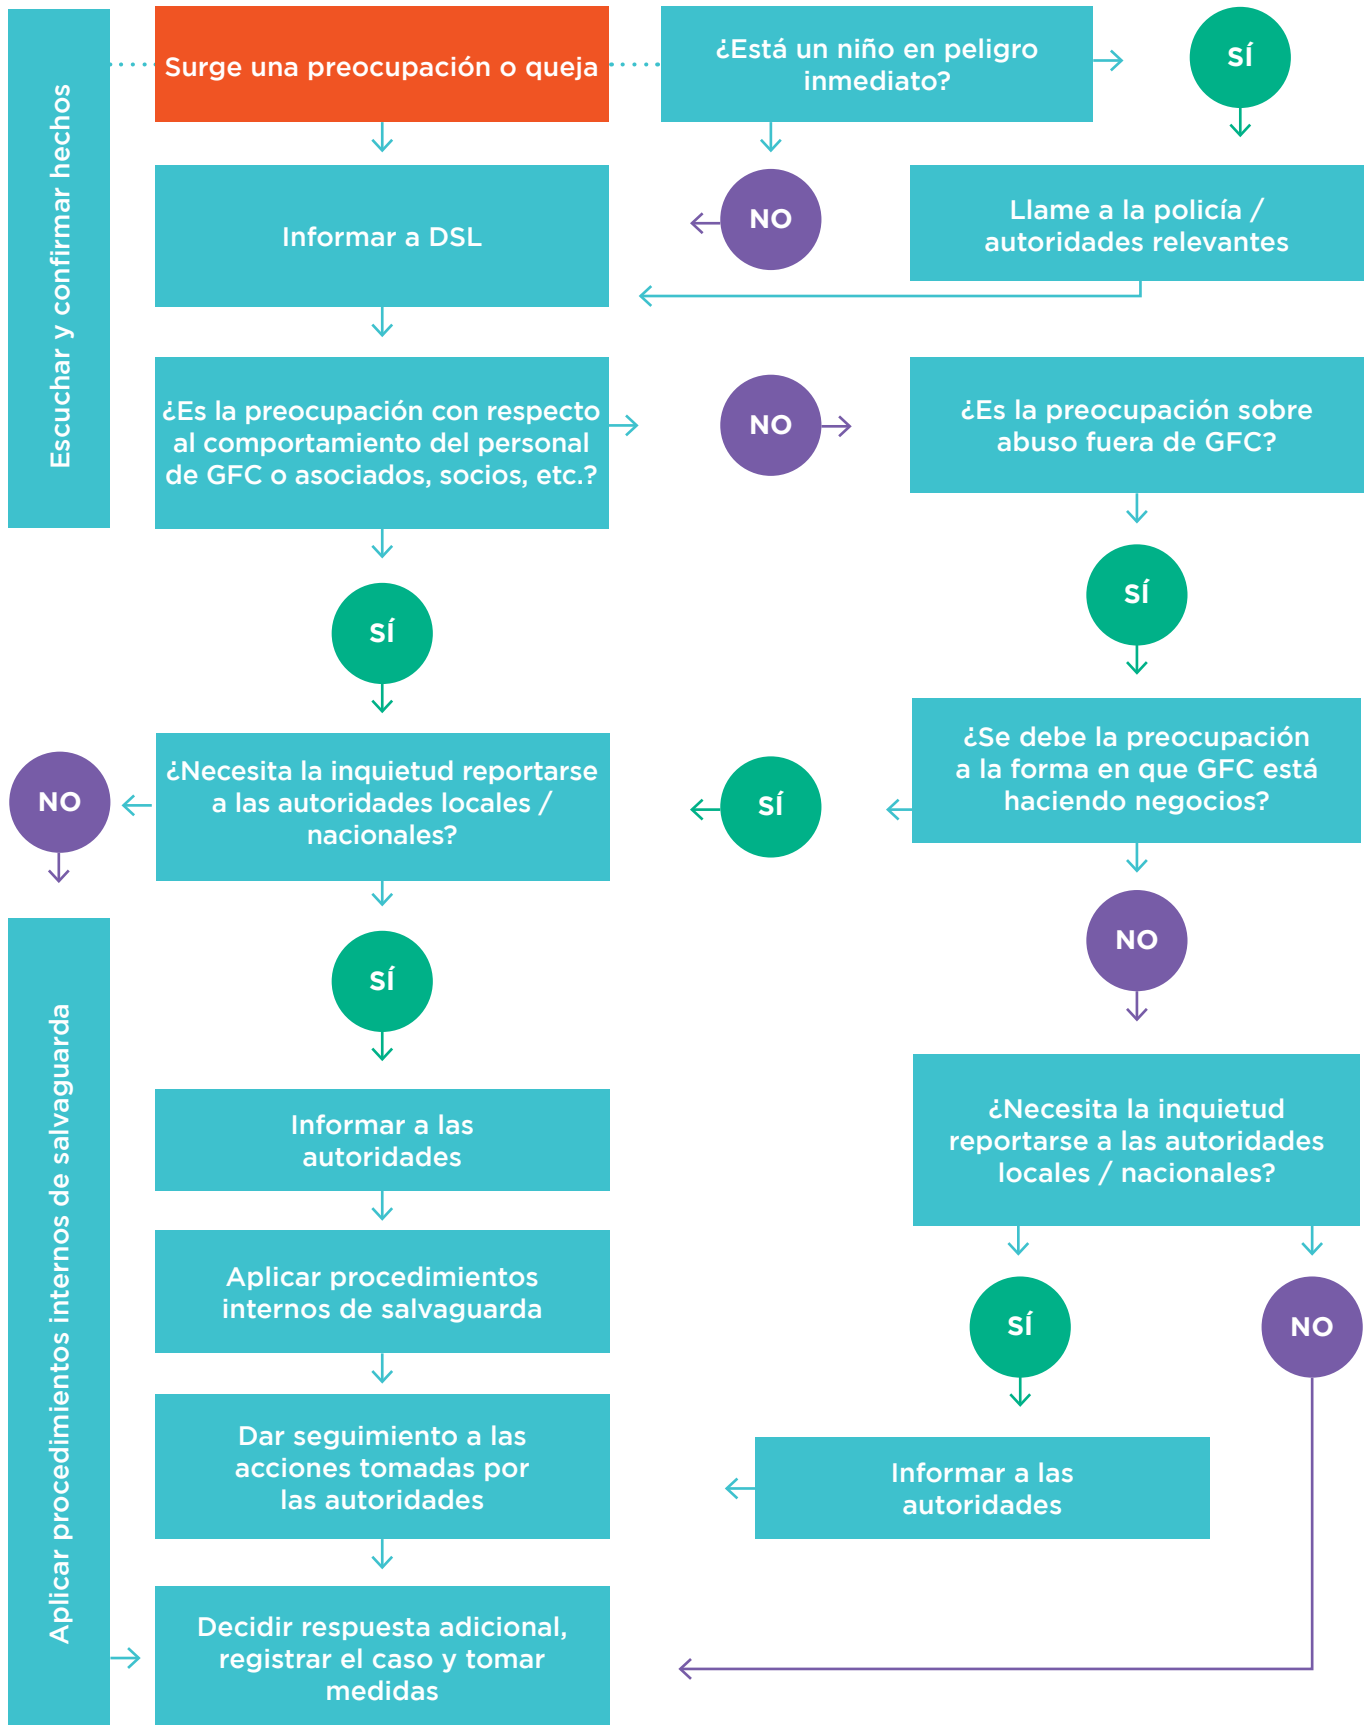 Escuchar y confirmar hechos
Surge una preocupación o queja
¿Está un niño en peligro
inmediato?
SÍ
Informar a DSL
NO
Llame a la policía /
autoridades relevantes
¿Es la preocupación con respecto
al comportamiento del personal
de GFC o asociados, socios, etc.?
NO
¿Es la preocupación sobre
abuso fuera de GFC?
SÍ
SÍ
NO
¿Necesita la inquietud reportarse
a las autoridades locales /
nacionales?
SÍ
¿Se debe la preocupación
a la forma en que GFC está
haciendo negocios?
NO
SÍ
Aplicar procedimientos internos de salvaguarda
Informar a las
autoridades
¿Necesita la inquietud
reportarse a las autoridades
locales / nacionales?
Aplicar procedimientos
internos de salvaguarda
SÍ
NO
Dar seguimiento a las
acciones tomadas por
las autoridades
Informar a las
autoridades
Decidir respuesta adicional,
registrar el caso y tomar
medidas